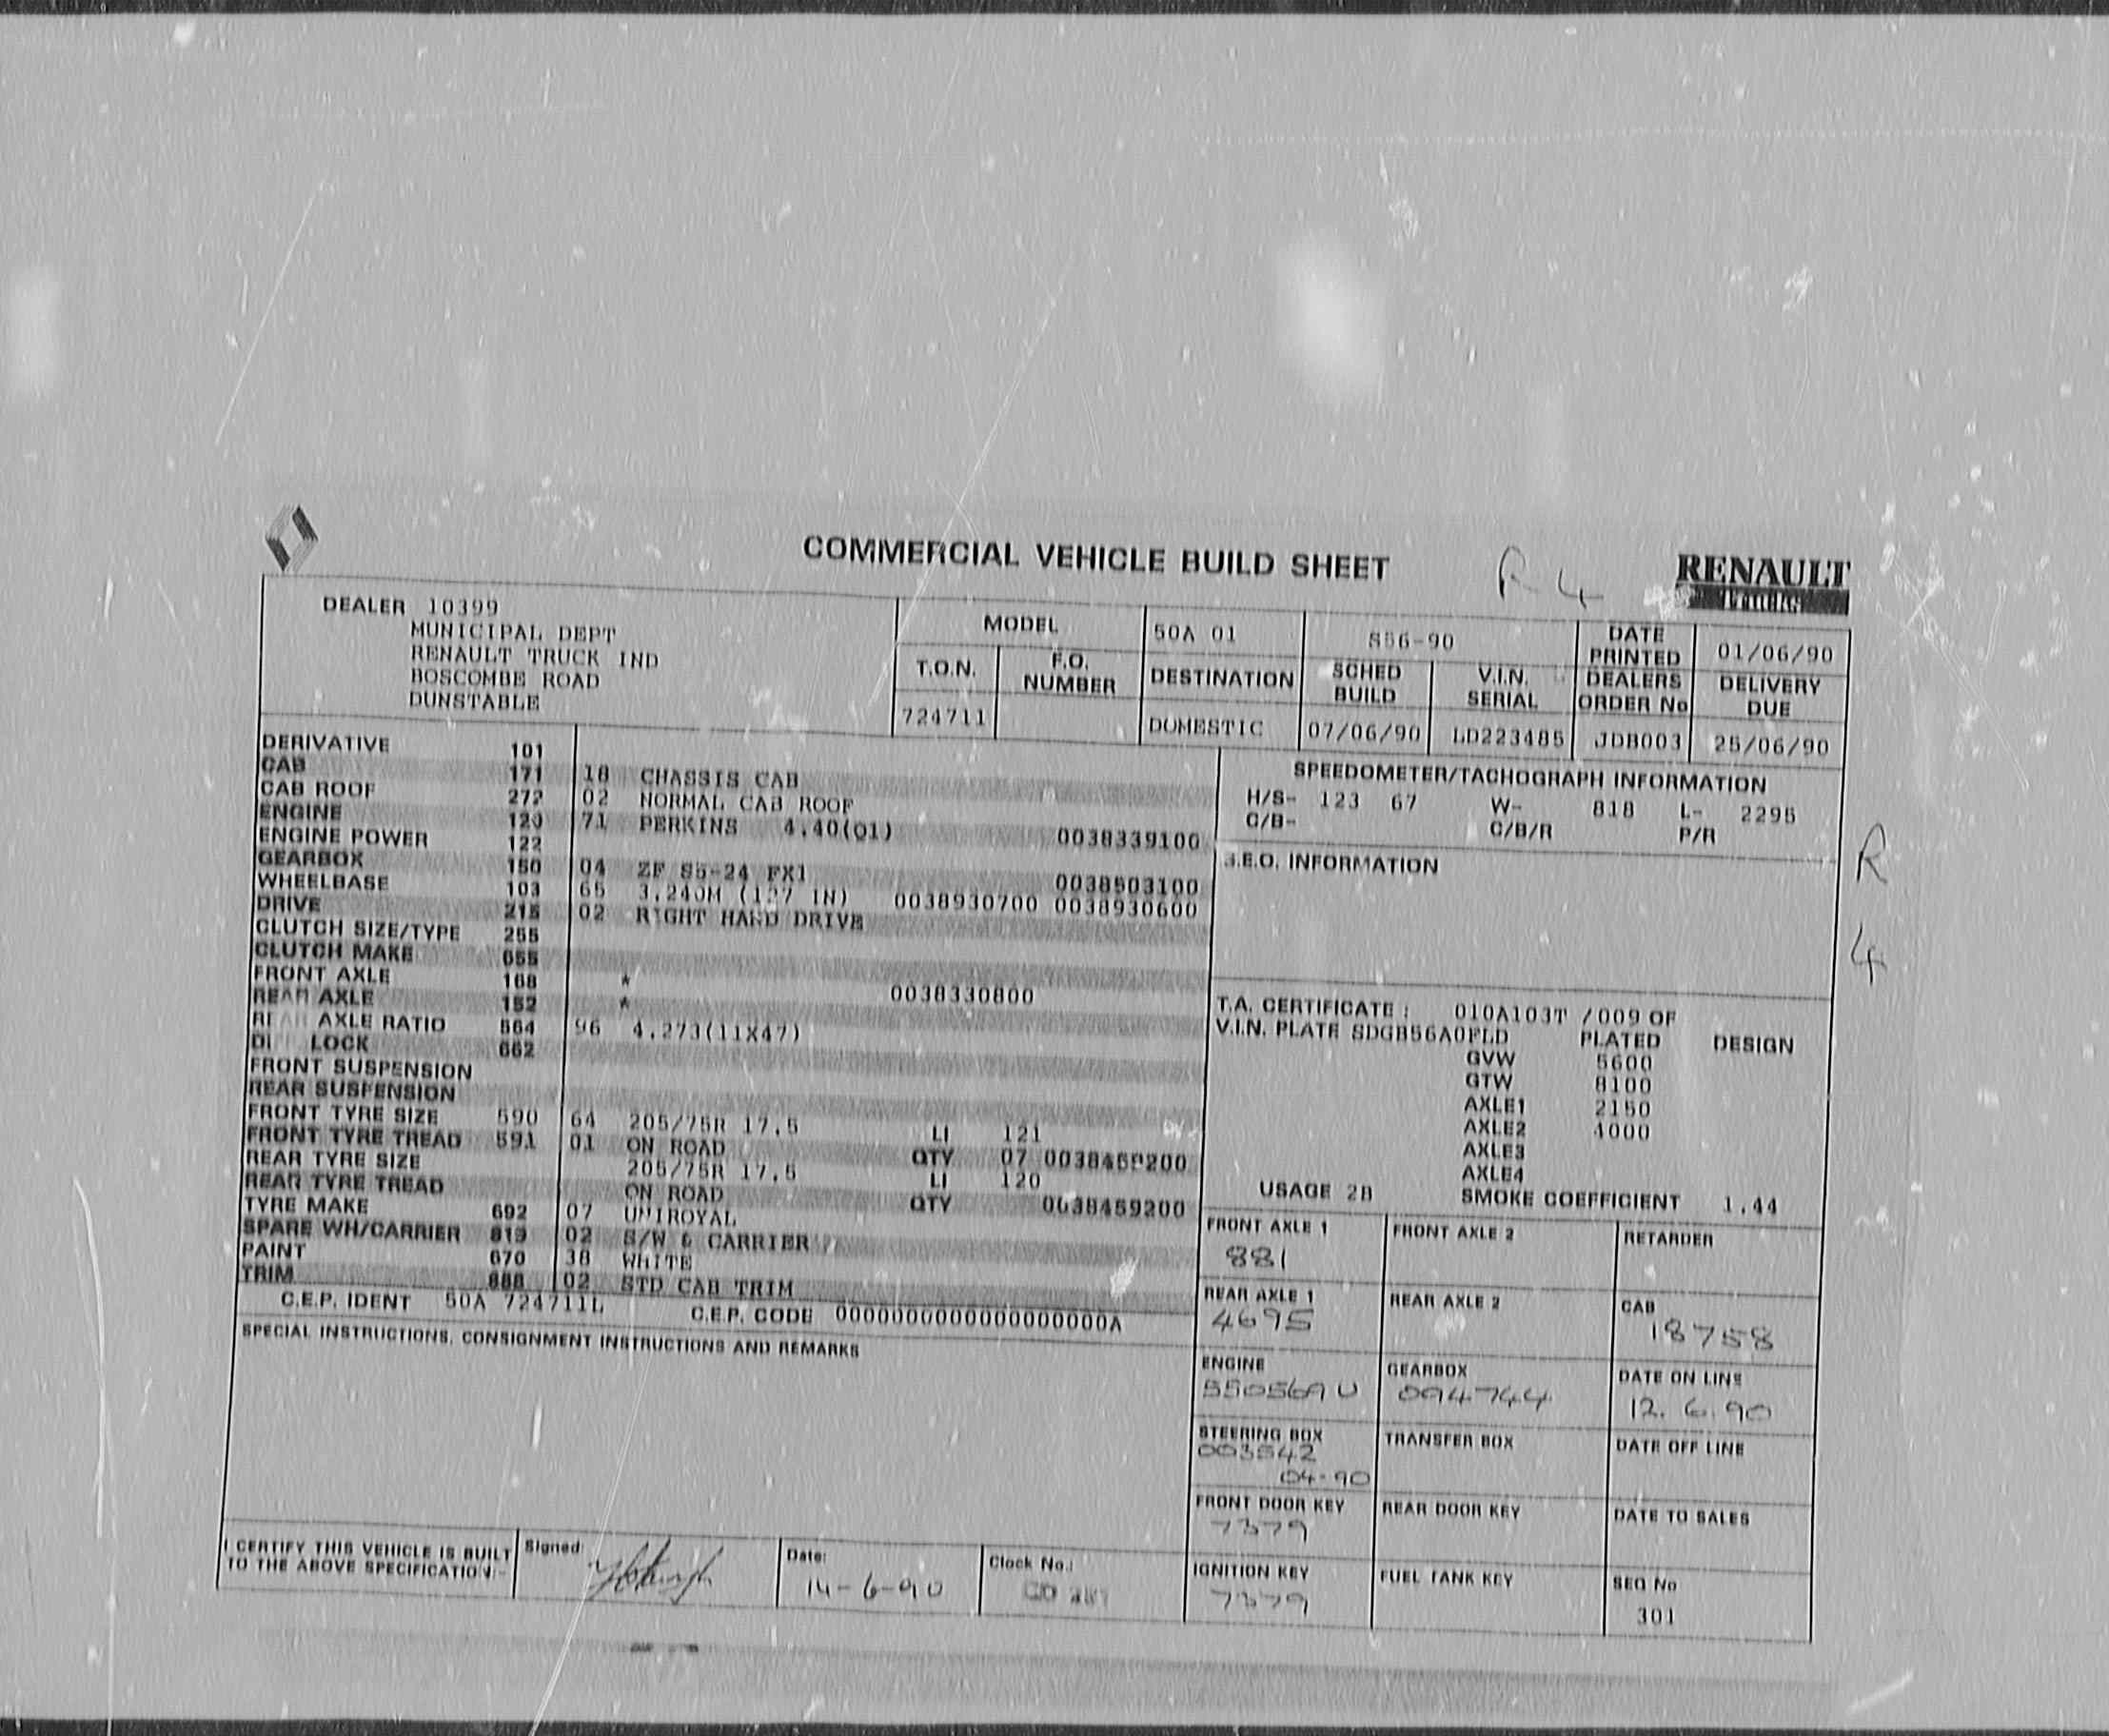 COMMERCIAL VEHICLE BUILD SHEET
R 4
RENAULT
Trucks
DEALER 10399
MUNICIPAL DEPT
RENAULT TRUCK IND
BOSCOMBE ROAD
DUNSTABLE
MODEL 50A 01 S56-90 DATE PRINTED 01/06/90
T.O.N. F.O. NUMBER DESTINATION SCHED BUILD V.I.N. SERIAL DEALERS ORDER No DELIVERY DUE
724711 DOMESTIC 07/06/90 LD223485 JDB003 25/06/90
DERIVATIVE 101
CAB 171 18 CHASSIS CAB
CAB ROOF 272 02 NORMAL CAB ROOF
ENGINE 120 71 PERKINS 4.40(Q1) 0038339100
ENGINE POWER 122
GEARBOX 150 04 ZF S5-24 FX1 0038503100
WHEELBASE 103 65 3.240M (127 IN) 0038930700 0038930600
DRIVE 215 02 RIGHT HAND DRIVE
CLUTCH SIZE/TYPE 255
CLUTCH MAKE 655
FRONT AXLE 168 *
REAR AXLE 152 * 0038330800
REAR AXLE RATIO 564 96 4.273(11X47)
LOCK 662
FRONT SUSPENSION
REAR SUSPENSION
FRONT TYRE SIZE 590 64 205/75R 17.5 LI 121
FRONT TYRE TREAD 591 01 ON ROAD QTY 07 0038459200
REAR TYRE SIZE 205/75R 17.5 LI 120
REAR TYRE TREAD ON ROAD QTY 0038459200
TYRE MAKE 692 07 UNIROYAL
SPARE WH/CARRIER 819 02 S/W & CARRIER
PAINT 670 38 WHITE
TRIM 888 02 STD CAB TRIM
C.E.P. IDENT 50A 724711L C.E.P. CODE 0000000000000000000A
SPECIAL INSTRUCTIONS, CONSIGNMENT INSTRUCTIONS AND REMARKS
SPEEDOMETER/TACHOGRAPH INFORMATION
H/S- 123 67 W- 818 L- 2295
C/B- C/B/R P/R
S.E.O. INFORMATION
R
4
T.A. CERTIFICATE : 010A103T /009 OF
V.I.N. PLATE SDGB56A0FLD PLATED DESIGN
GVW 5600
GTW 8100
AXLE1 2150
AXLE2 4000
AXLE3
AXLE4
USAGE 2B SMOKE COEFFICIENT 1.44
FRONT AXLE 1 FRONT AXLE 2 RETARDER
881
REAR AXLE 1 REAR AXLE 2 CAB
4695 18758
ENGINE GEARBOX DATE ON LINE
550569 U 094744 12. 6. 90
STEERING BOX TRANSFER BOX DATE OFF LINE
003542
04-90
FRONT DOOR KEY REAR DOOR KEY DATE TO SALES
7379
IGNITION KEY FUEL TANK KEY SEQ No
7379 301
I CERTIFY THIS VEHICLE IS BUILT
TO THE ABOVE SPECIFICATION:-
Signed: Date: Clock No.:
14-6-90